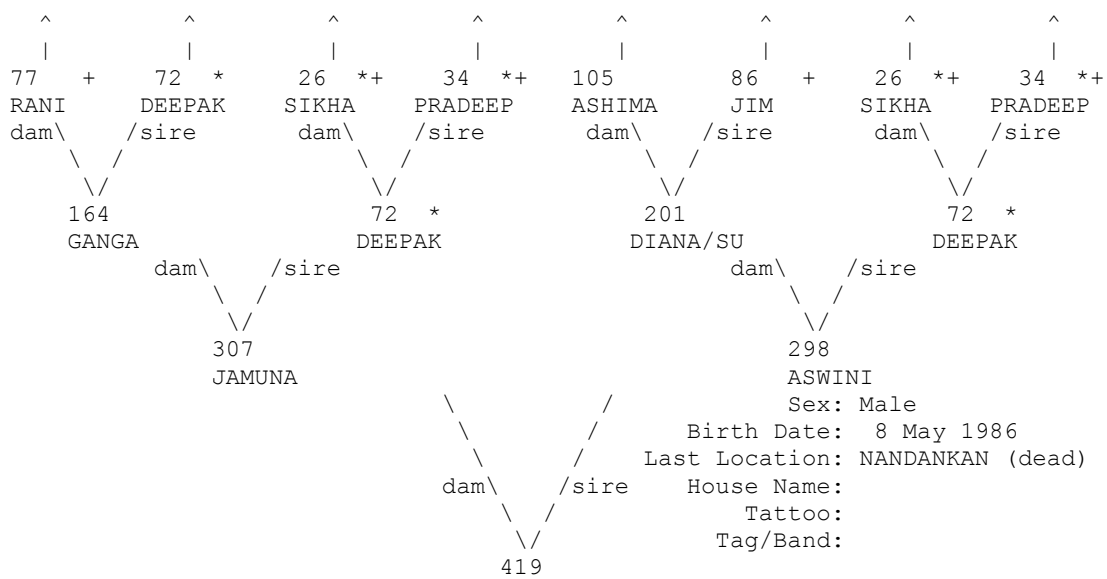 ^ ^ ^ ^ ^ ^ ^ ^
| | | | | | | |
77 + 72 * 26 *+ 34 *+ 105 86 + 26 *+ 34 *+
RANI DEEPAK SIKHA PRADEEP ASHIMA JIM SIKHA PRADEEP
dam\ /sire dam\ /sire dam\ /sire dam\ /sire
\ / \ / \ / \ /
\/ \/ \/ \/
164 72 * 201 72 *
GANGA DEEPAK DIANA/SU DEEPAK
dam\ /sire dam\ /sire
\ / \ /
\/ \/
307 298
JAMUNA ASWINI
\ / Sex: Male
\ / Birth Date: 8 May 1986
\ / Last Location: NANDANKAN (dead)
dam\ /sire House Name:
\ / Tattoo:
\/ Tag/Band:
419